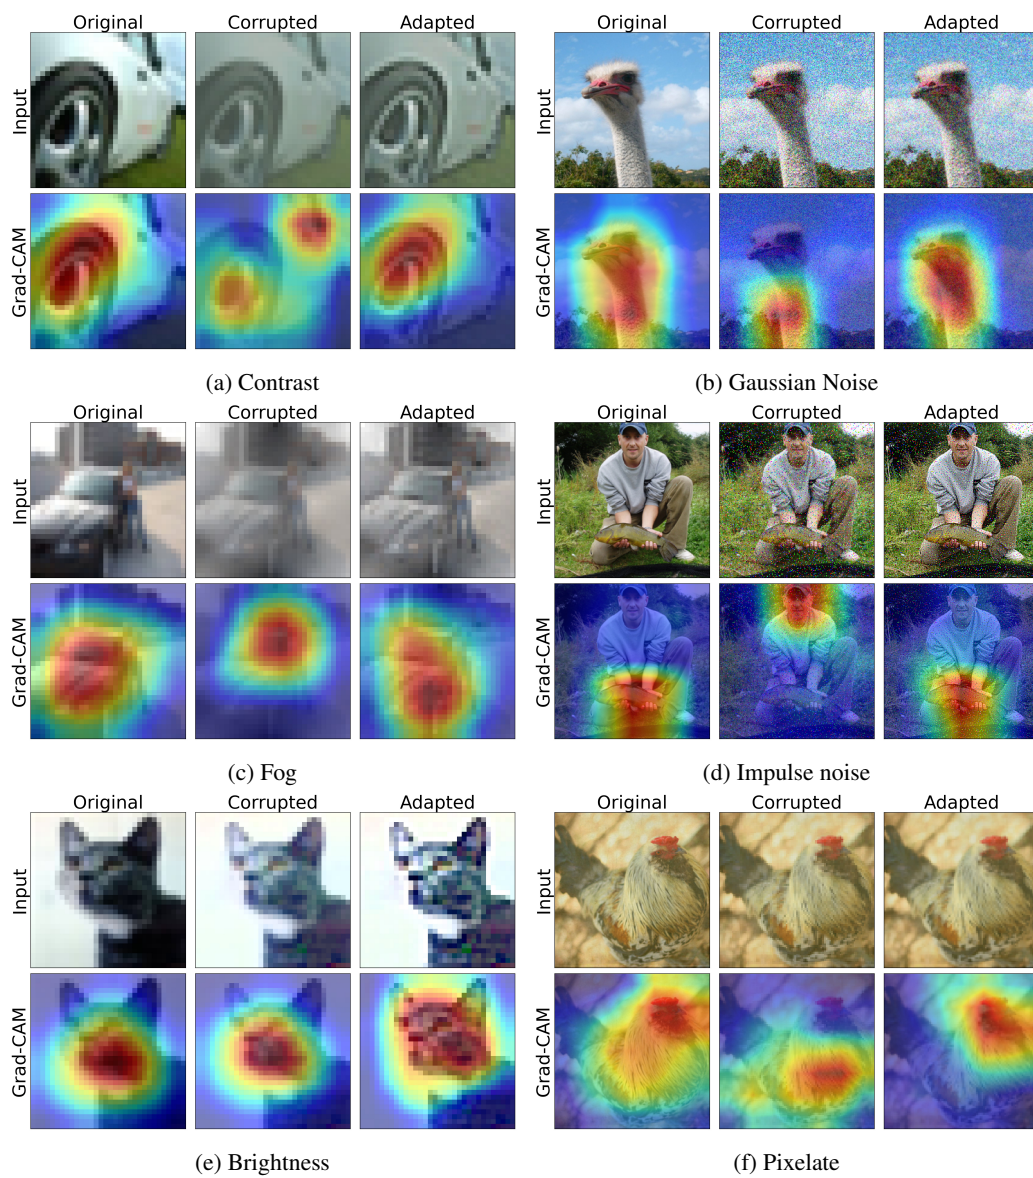 Original Corrupted Adapted
Input
Grad-CAM
(a) Contrast
Original Corrupted Adapted
Input
Grad-CAM
(b) Gaussian Noise
Original Corrupted Adapted
Input
Grad-CAM
(c) Fog
Original Corrupted Adapted
Input
Grad-CAM
(d) Impulse noise
Original Corrupted Adapted
Input
Grad-CAM
(e) Brightness
Original Corrupted Adapted
Input
Grad-CAM
(f) Pixelate